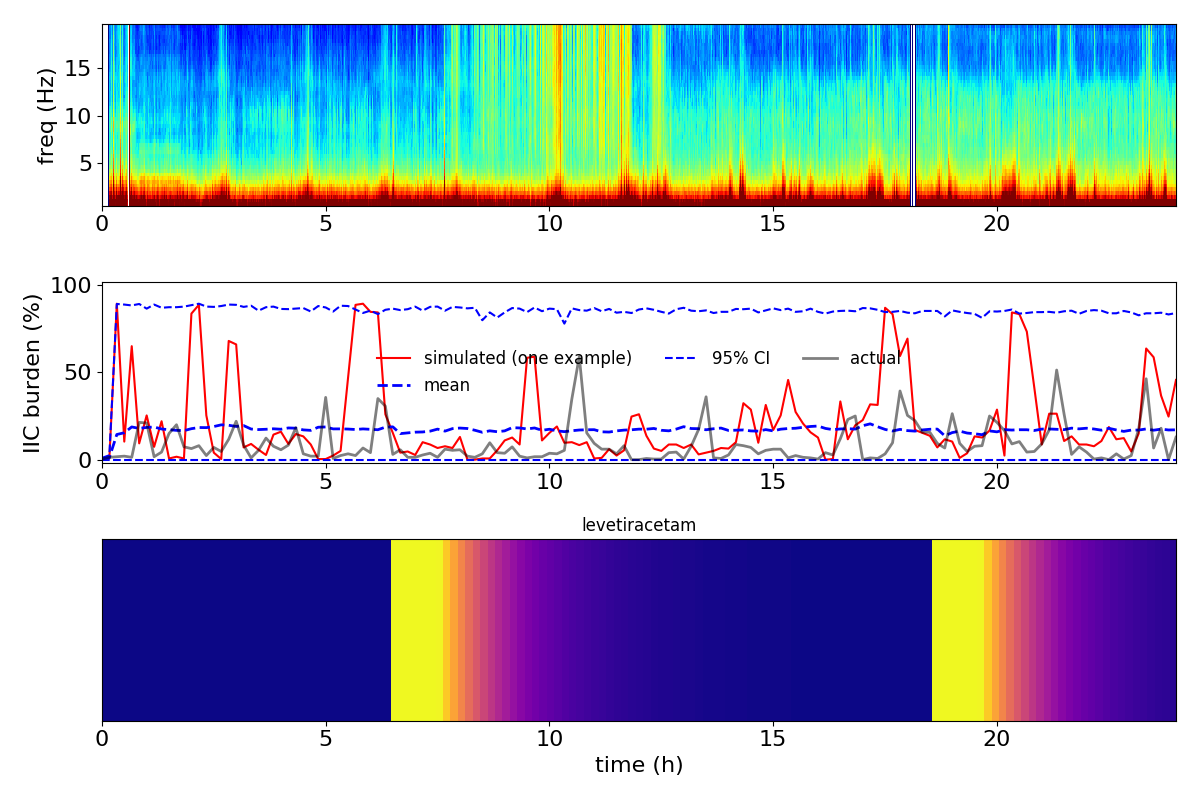 freq (Hz)
15
10
5
0 5 10 15 20
IIC burden (%)
100
50
0
simulated (one example) 95% CI actual
mean
0 5 10 15 20
levetiracetam
0 5 10 15 20
time (h)